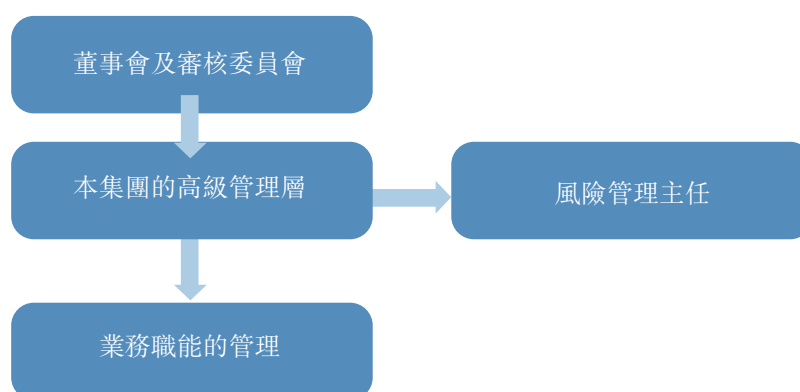 董事會及審核委員會
本集團的高級管理層
風險管理主任
業務職能的管理